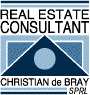 REAL ESTATE
CONSULTANT
CHRISTIAN de BRAY
SPRL